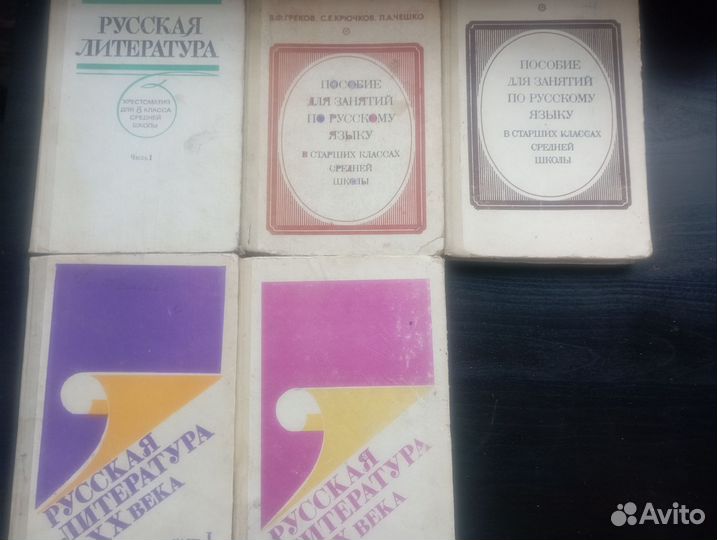 РУССКАЯ
ЛИТЕРАТУРА
ХРЕСТОМАТИЯ
ДЛЯ 8 КЛАССА
СРЕДНЕЙ
ШКОЛЫ
Часть 1
В.Ф.ГРЕКОВ, С.Е.КРЮЧКОВ, Л.А.ЧЕШКО
ПОСОБИЕ
ДЛЯ ЗАНЯТИЙ
ПО РУССКОМУ
ЯЗЫКУ
В СТАРШИХ КЛАССАХ
СРЕДНЕЙ
ШКОЛЫ
ПОСОБИЕ
ДЛЯ ЗАНЯТИЙ
ПО РУССКОМУ
ЯЗЫКУ
В СТАРШИХ КЛАССАХ
СРЕДНЕЙ
ШКОЛЫ
РУССКАЯ
ЛИТЕРАТУРА
XX ВЕКА
РУССКАЯ
ЛИТЕРАТУРА
X ВЕКА
Avito